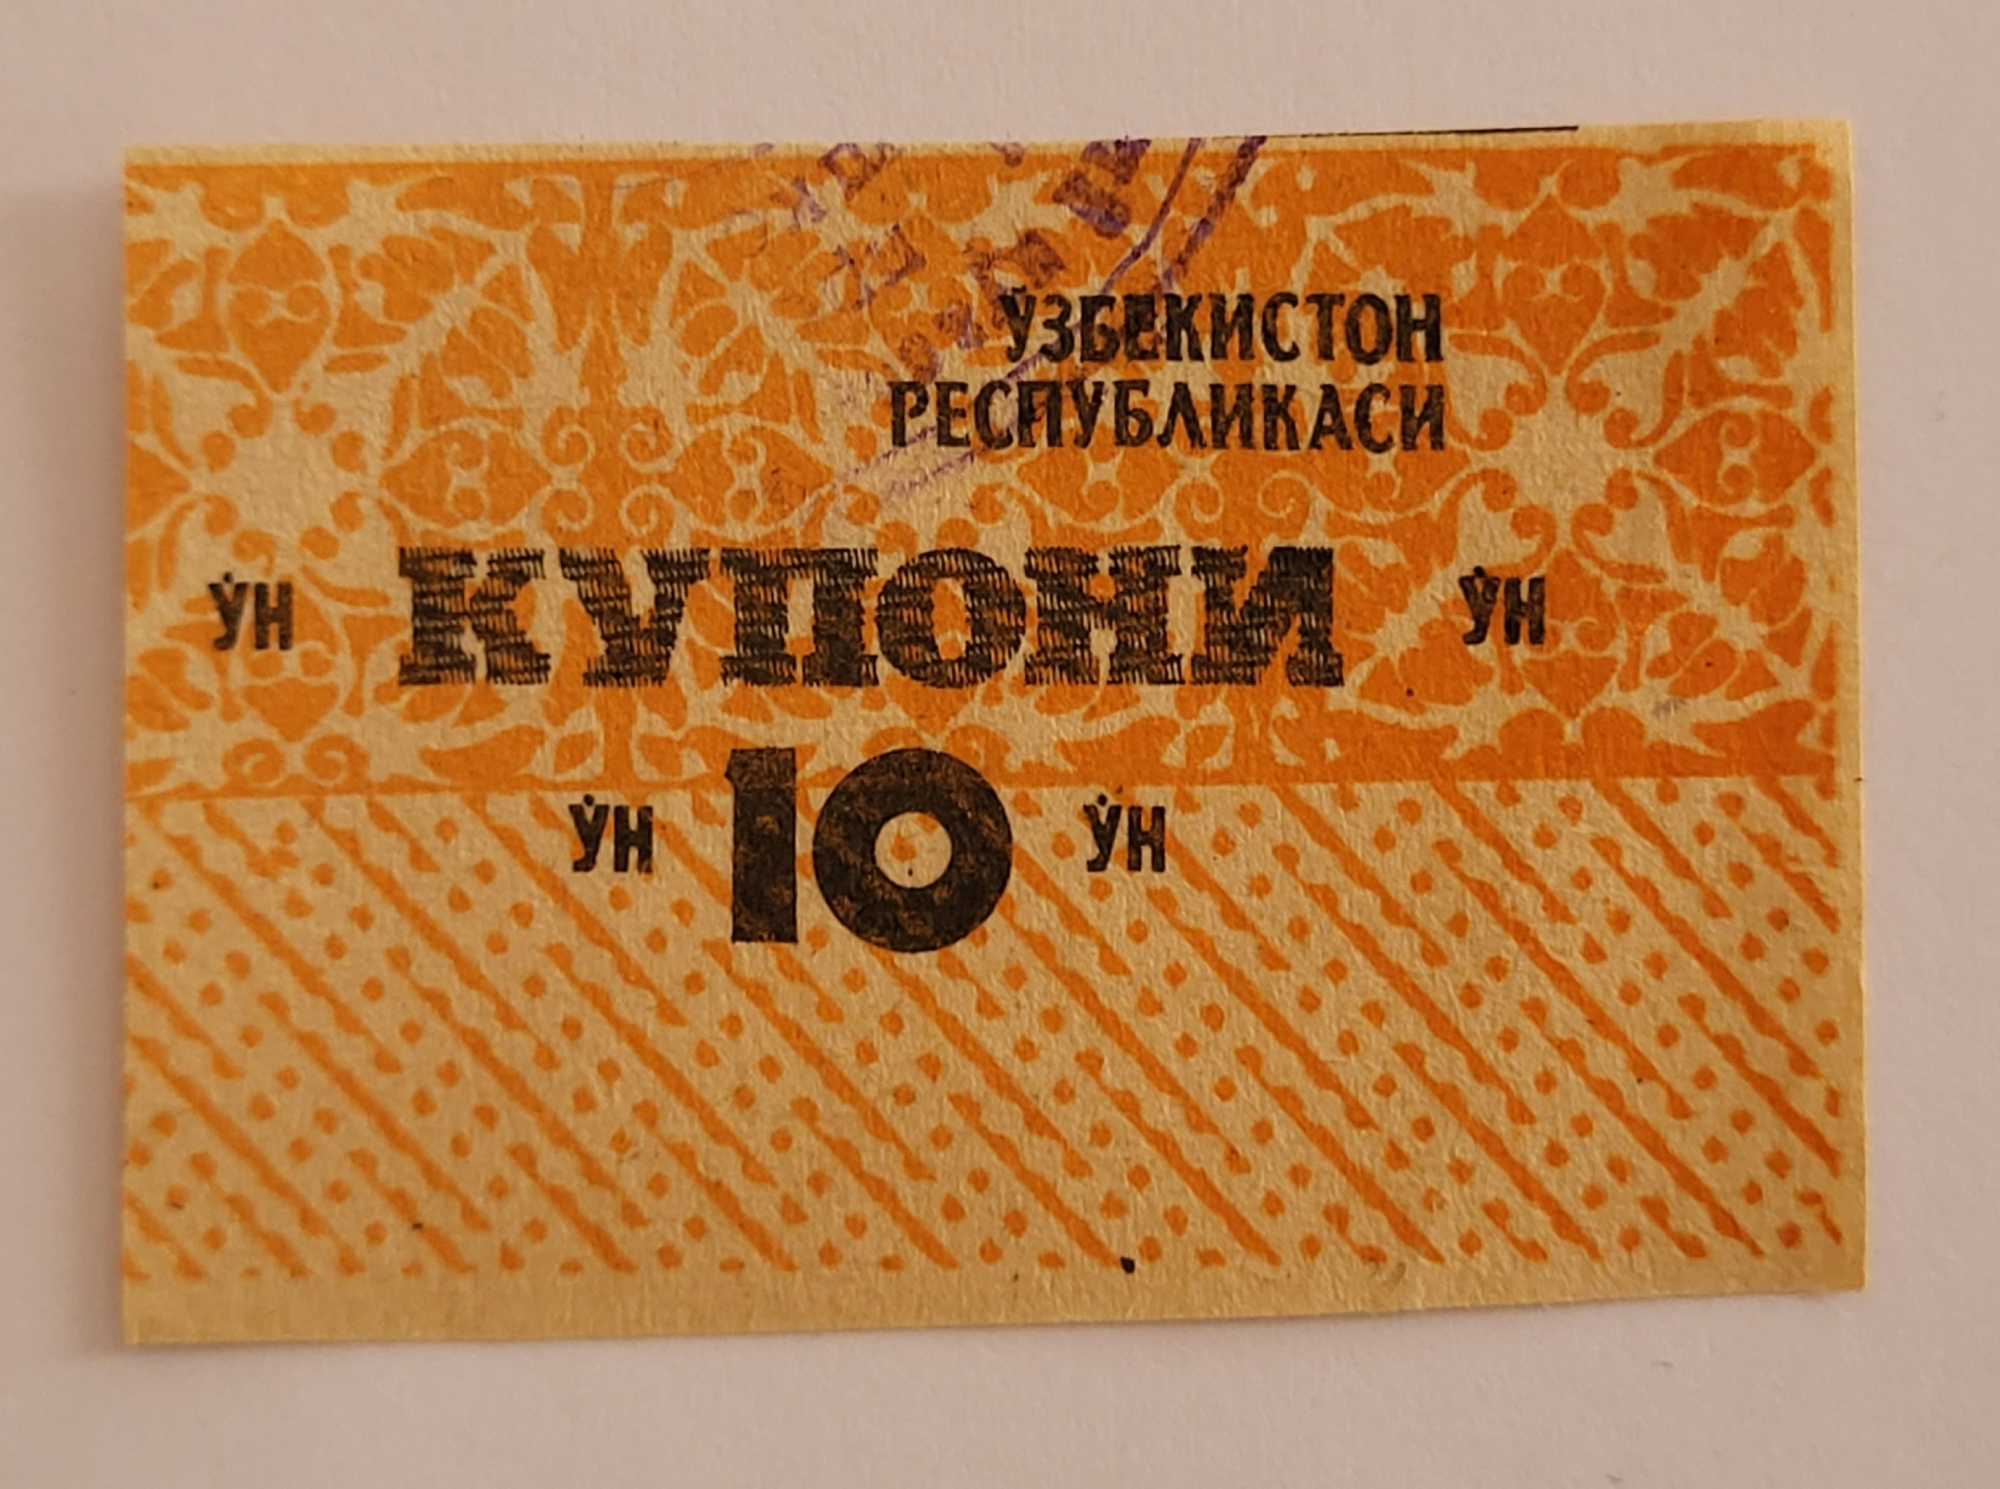 ЎЗБЕКИСТОН
РЕСПУБЛИКАСИ
ЎН КУПОНИ ЎН
ЎН 10 ЎН